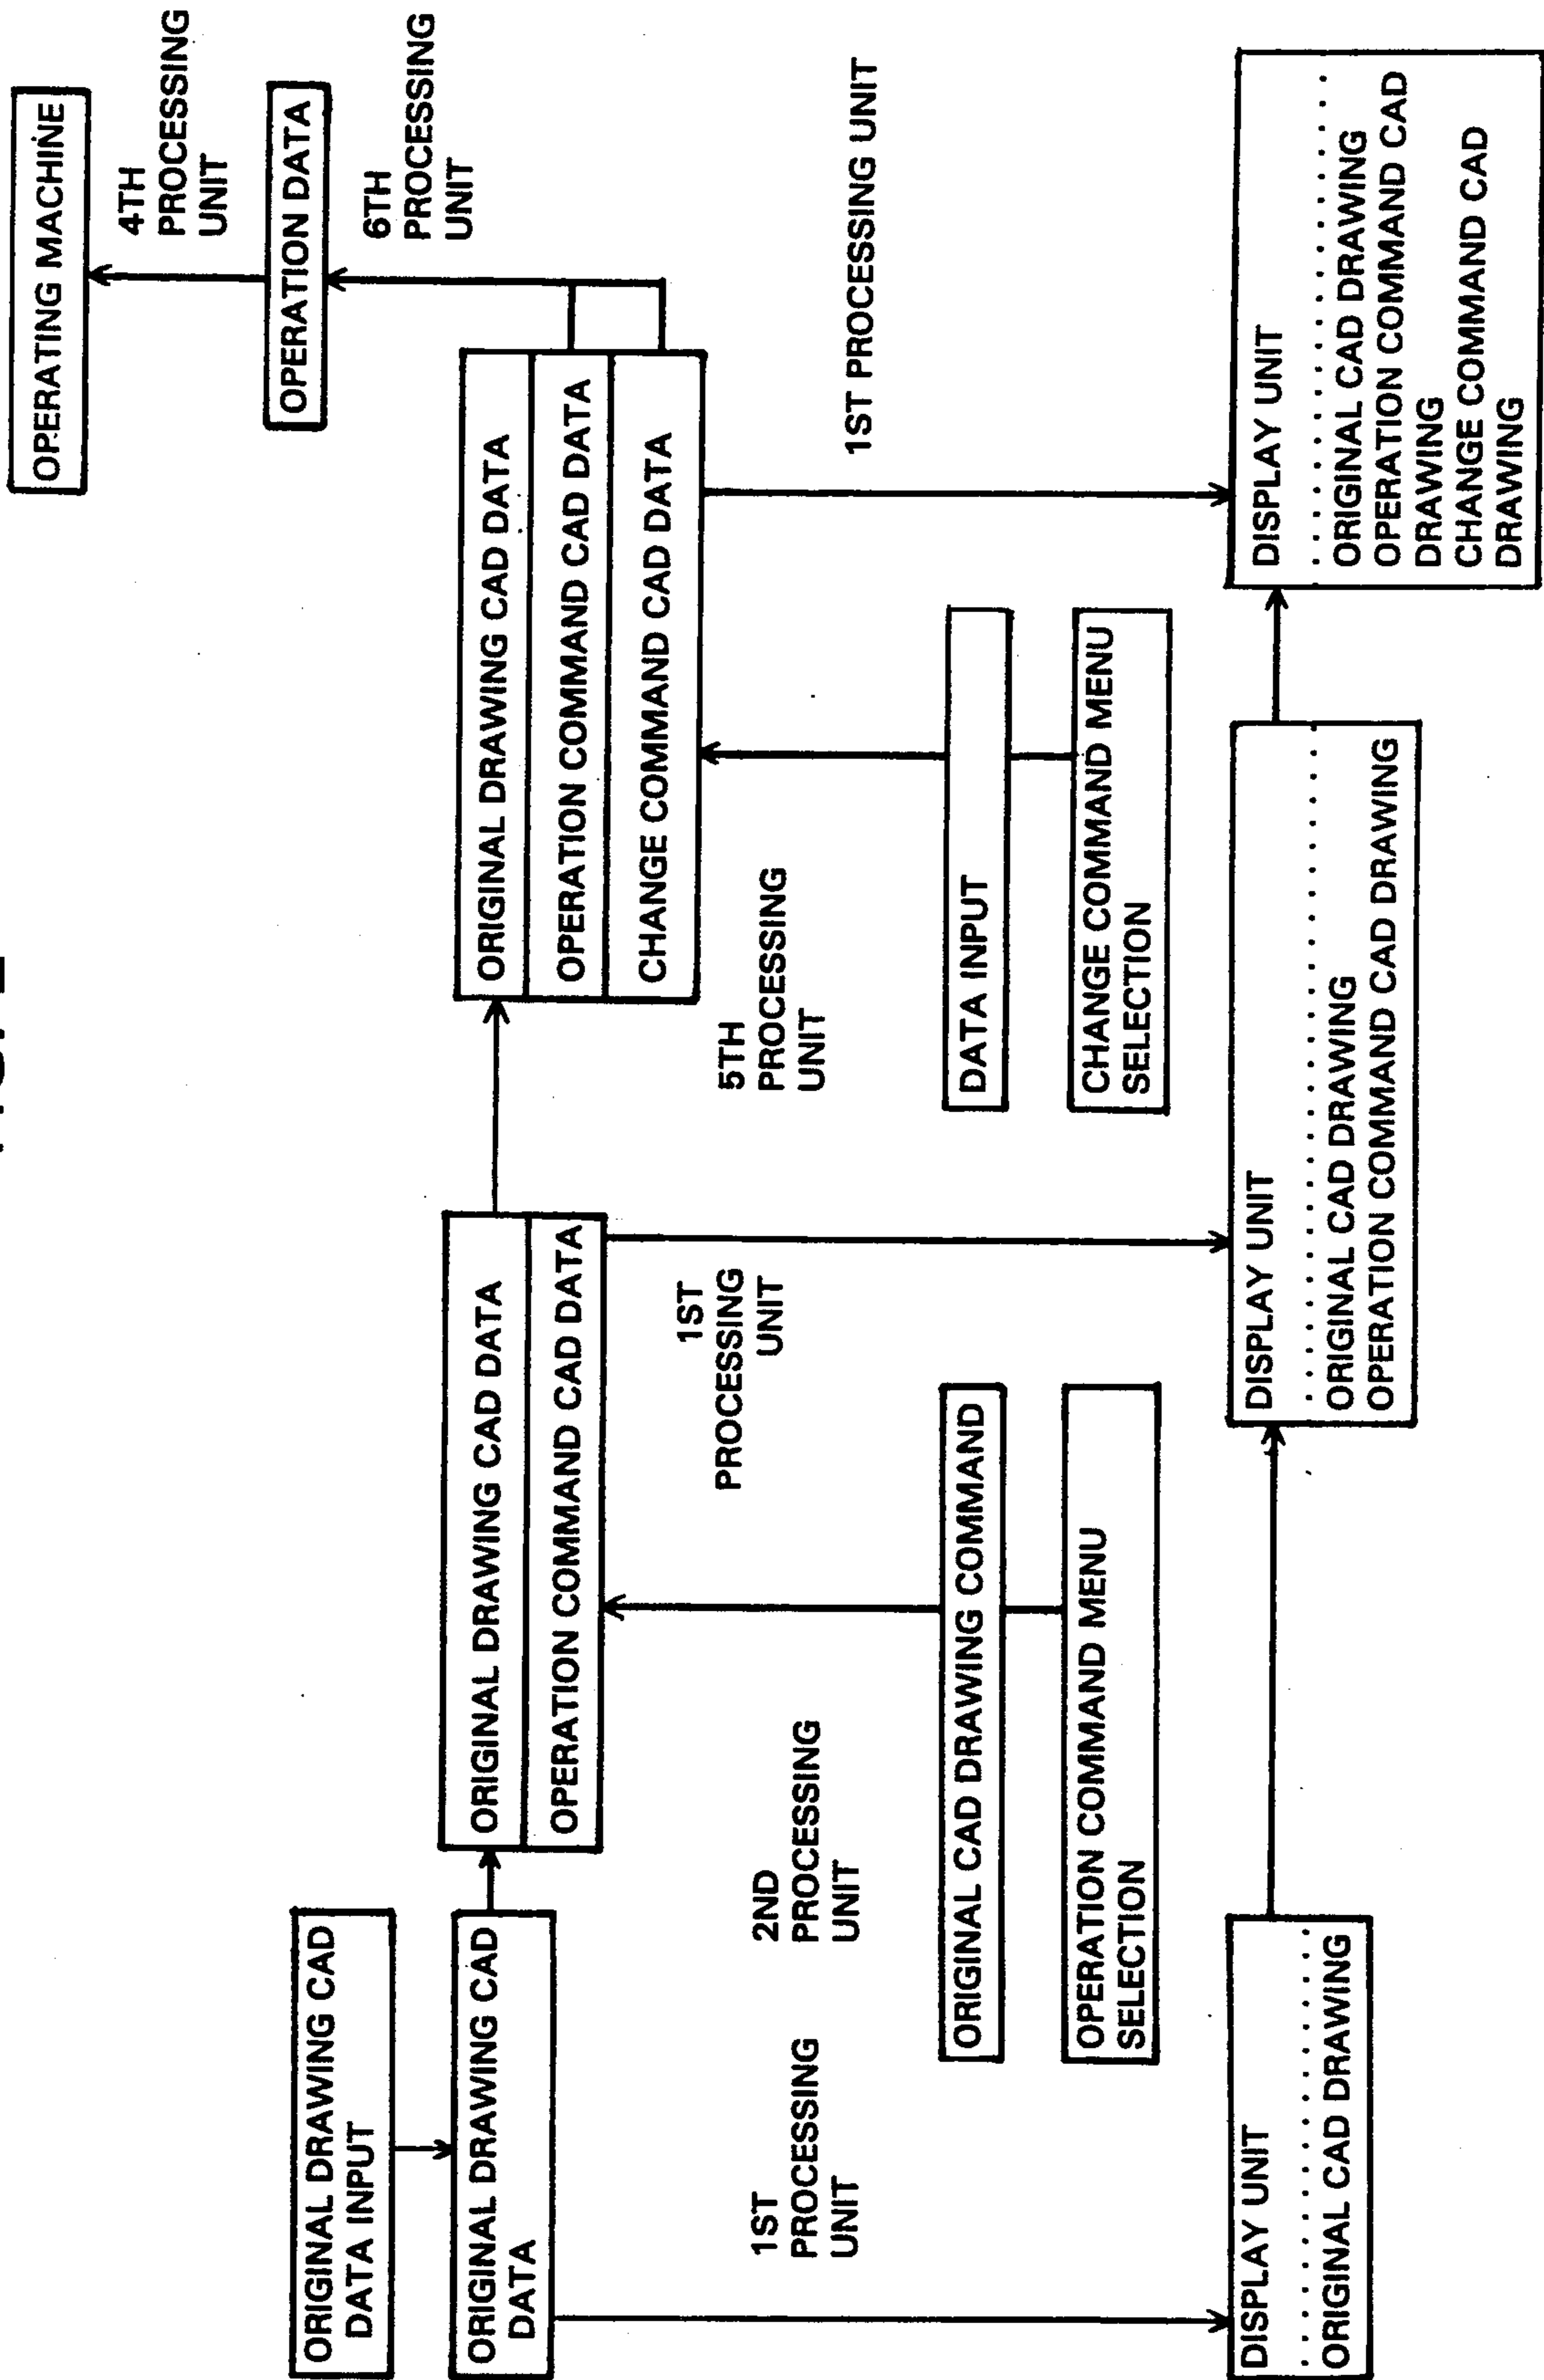 ORIGINAL DRAWING CAD
DATA INPUT
ORIGINAL DRAWING CAD
DATA
1ST
PROCESSING
UNIT
DISPLAY UNIT
ORIGINAL CAD DRAWING
ORIGINAL DRAWING CAD DATA
OPERATION COMMAND CAD DATA
2ND
PROCESSING
UNIT
ORIGINAL CAD DRAWING COMMAND
OPERATION COMMAND MENU
SELECTION
1ST
PROCESSING
UNIT
DISPLAY UNIT
ORIGINAL CAD DRAWING
OPERATION COMMAND CAD DRAWING
ORIGINAL DRAWING CAD DATA
OPERATION COMMAND CAD DATA
CHANGE COMMAND CAD DATA
5TH
PROCESSING
UNIT
DATA INPUT
CHANGE COMMAND MENU
SELECTION
OPERATING MACHINE
4TH
PROCESSING
UNIT
OPERATION DATA
6TH
PROCESSING
UNIT
1ST PROCESSING UNIT
DISPLAY UNIT
ORIGINAL CAD DRAWING
OPERATION COMMAND CAD
DRAWING
CHANGE COMMAND CAD
DRAWING